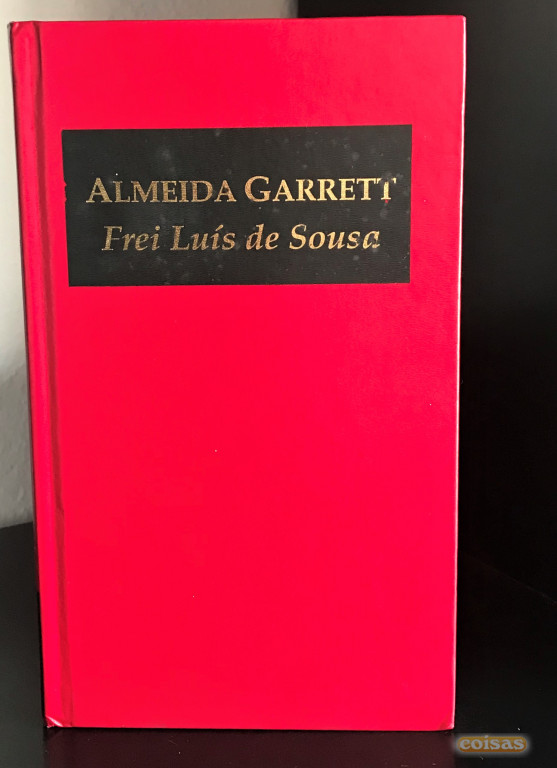 ALMEIDA GARRETT
Frei Luís de Sousa
coisas